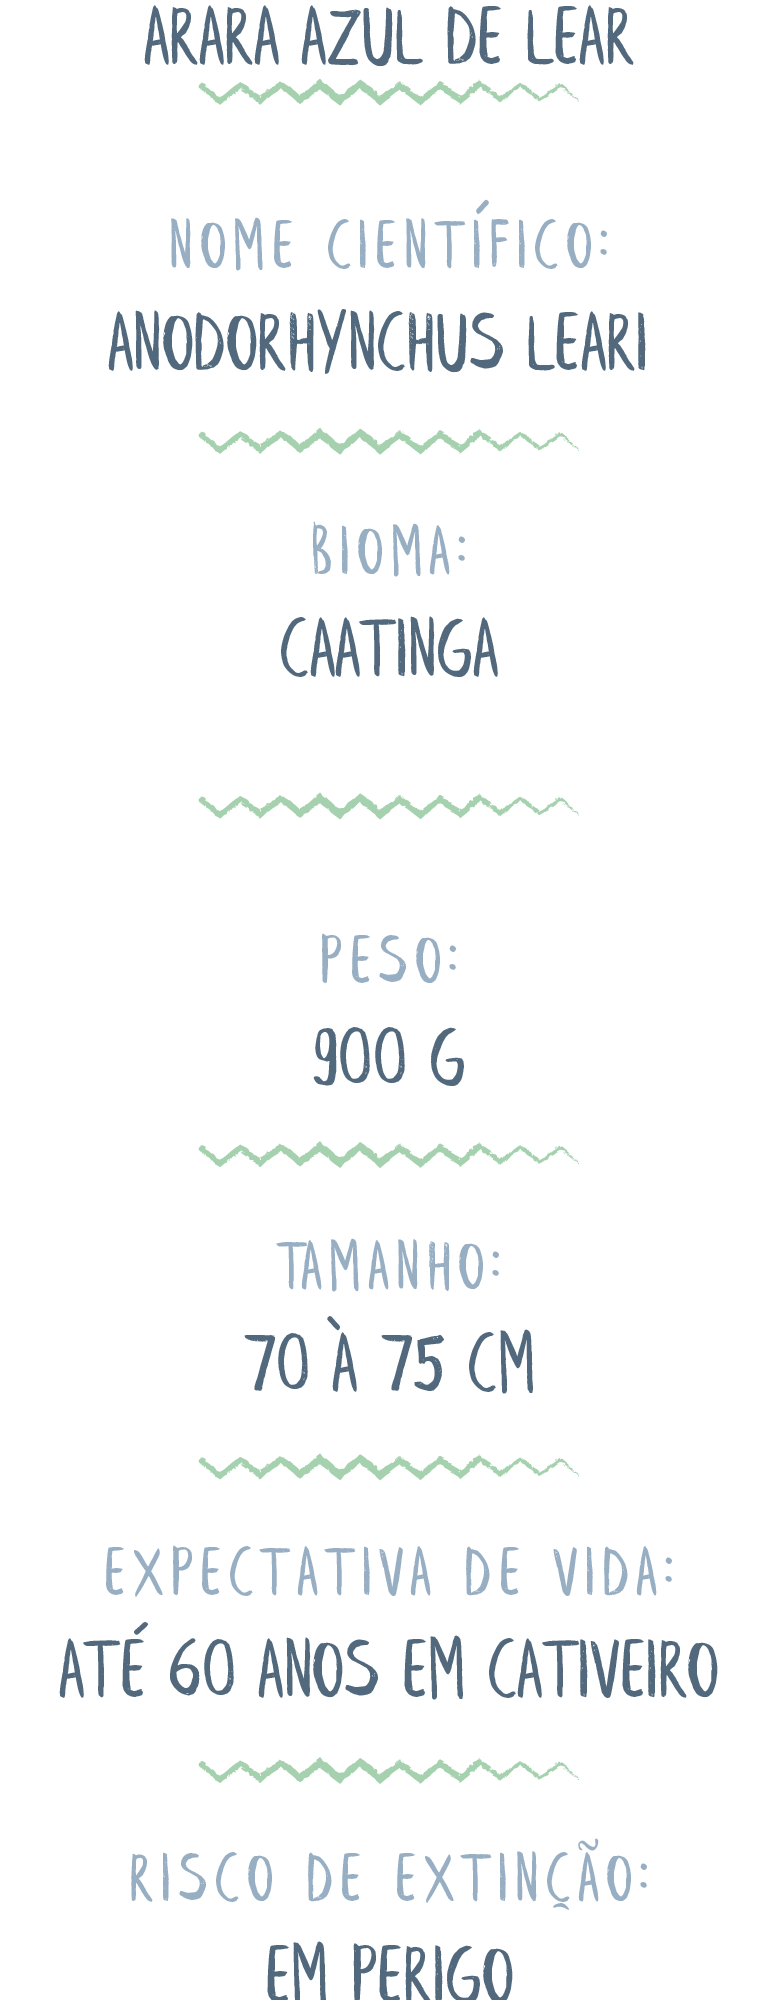 ARARA AZUL DE LEAR
NOME CIENTÍFICO:
ANODORHYNCHUS LEARI
BIOMA:
CAATINGA
PESO:
900 G
TAMANHO:
70 À 75 CM
EXPECTATIVA DE VIDA:
ATÉ 60 ANOS EM CATIVEIRO
RISCO DE EXTINÇÃO:
EM PERIGO